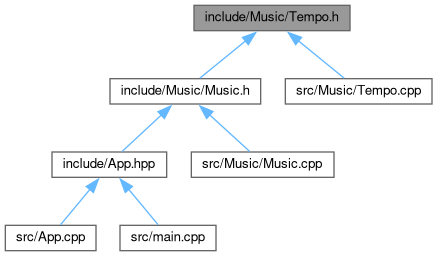 include/Music/Tempo.h
include/Music/Music.h
src/Music/Tempo.cpp
include/App.hpp
src/Music/Music.cpp
src/App.cpp
src/main.cpp